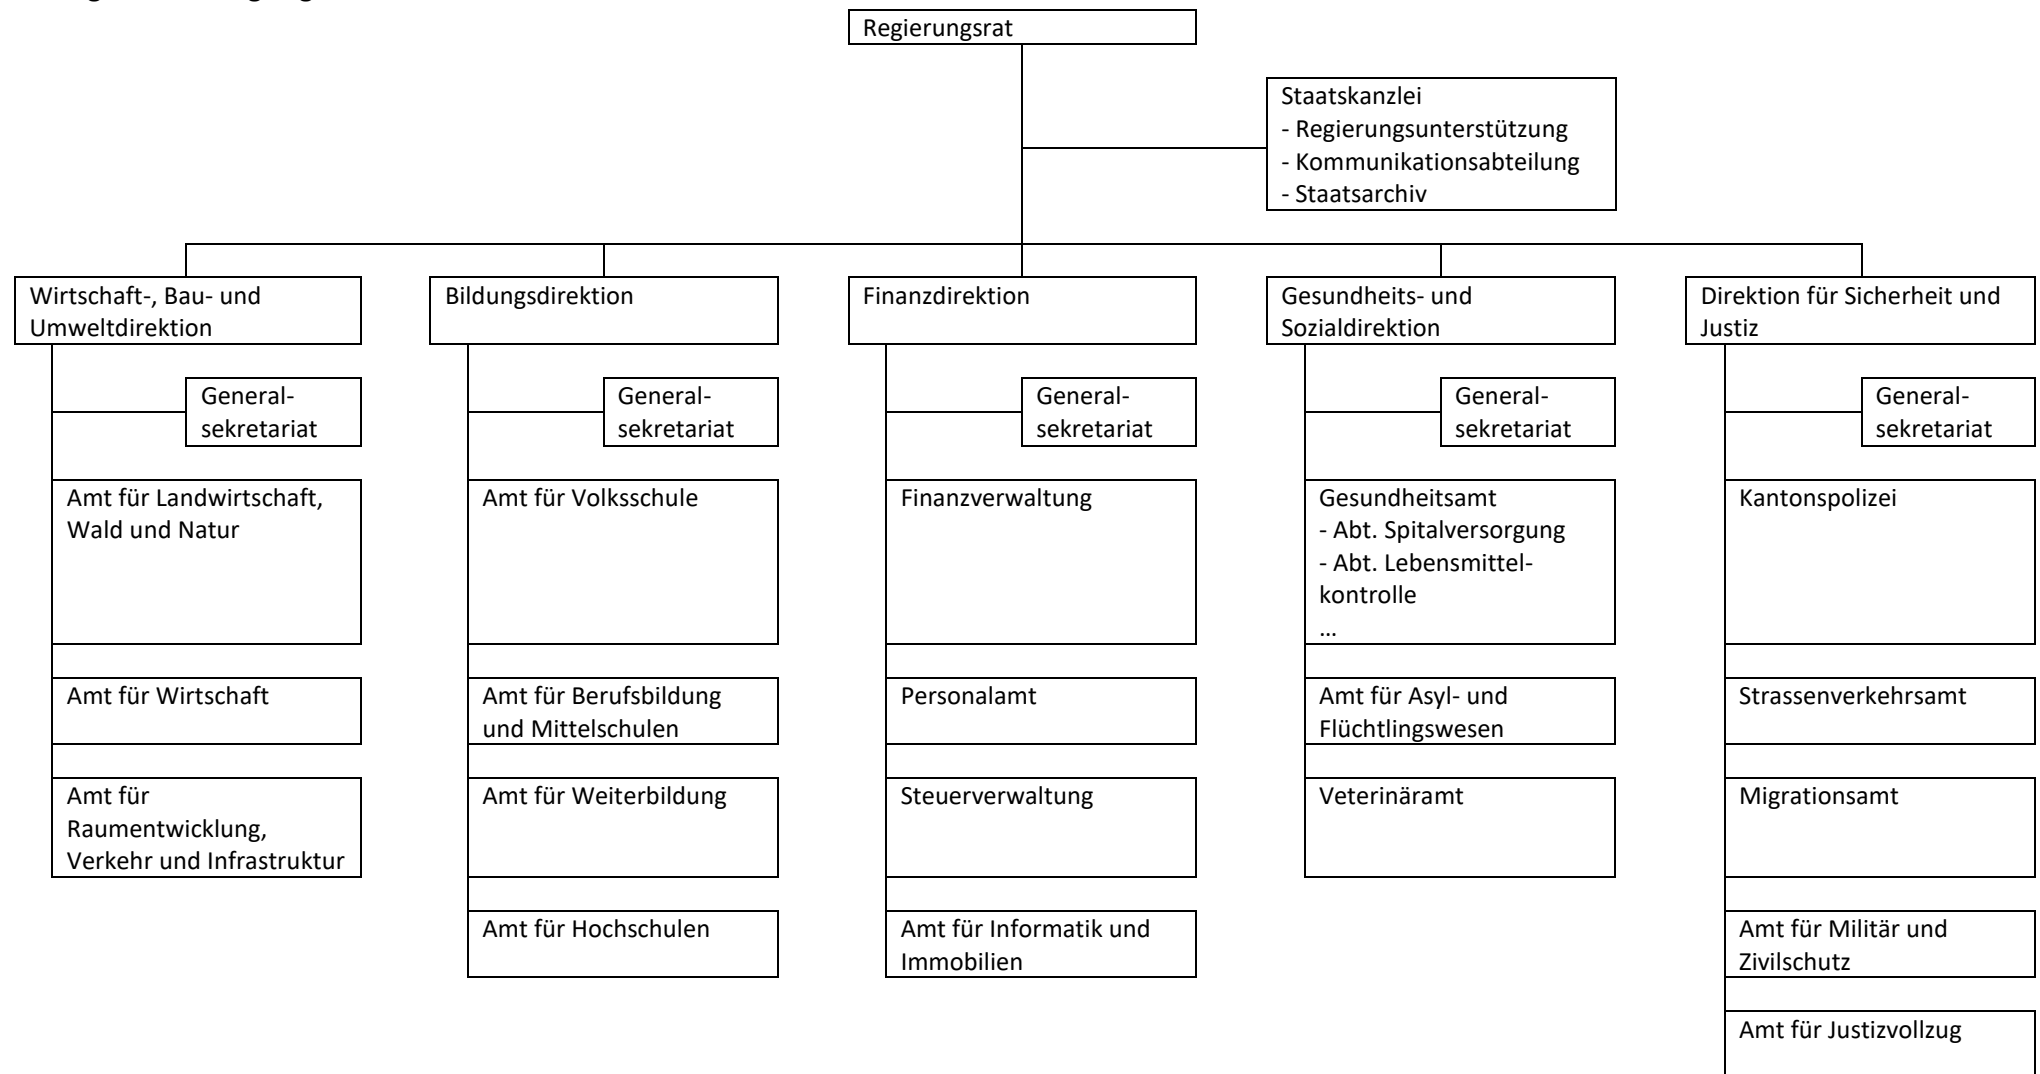 Regierungsrat
Staatskanzlei
- Regierungsunterstützung
- Kommunikationsabteilung
- Staatsarchiv
Wirtschaft-, Bau- und
Umweltdirektion
General-
sekretariat
Amt für Landwirtschaft,
Wald und Natur
Amt für Wirtschaft
Amt für
Raumentwicklung,
Verkehr und Infrastruktur
Bildungsdirektion
General-
sekretariat
Amt für Volksschule
Amt für Berufsbildung
und Mittelschulen
Amt für Weiterbildung
Amt für Hochschulen
Finanzdirektion
General-
sekretariat
Finanzverwaltung
Personalamt
Steuerverwaltung
Amt für Informatik und
Immobilien
Gesundheits- und
Sozialdirektion
General-
sekretariat
Gesundheitsamt
- Abt. Spitalversorgung
- Abt. Lebensmittel-
kontrolle
...
Amt für Asyl- und
Flüchtlingswesen
Veterinäramt
Direktion für Sicherheit und
Justiz
General-
sekretariat
Kantonspolizei
Strassenverkehrsamt
Migrationsamt
Amt für Militär und
Zivilschutz
Amt für Justizvollzug